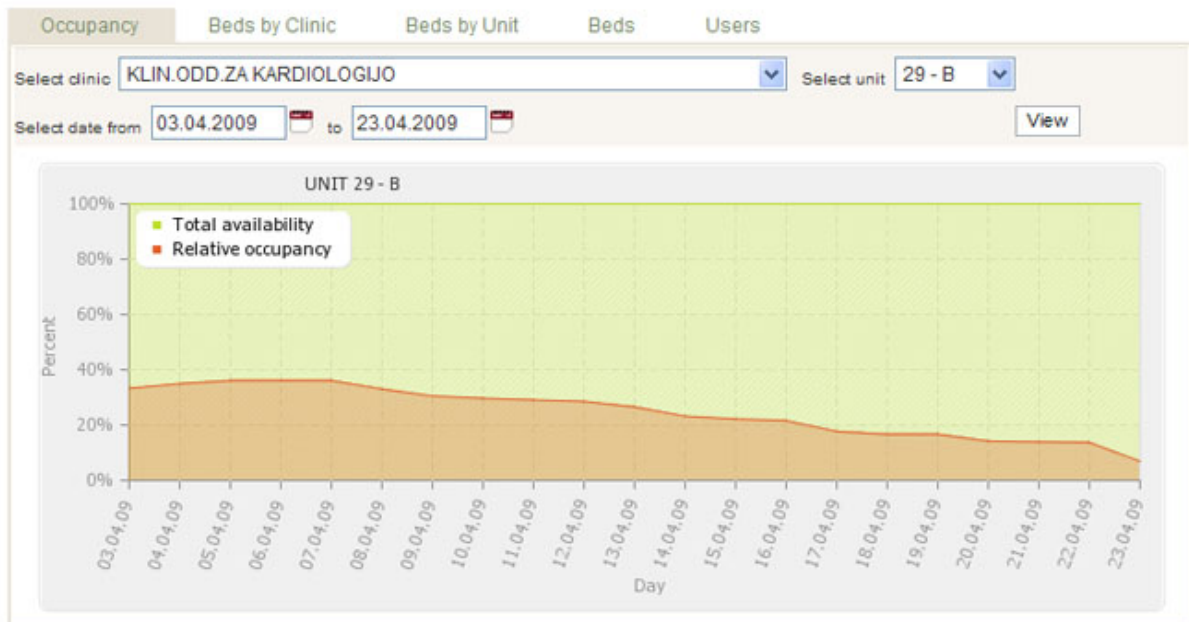 Occupancy Beds by Clinic Beds by Unit Beds Users
Select clinic KLIN.ODD.ZA KARDIOLOGIJO Select unit 29 - B
Select date from 03.04.2009 to 23.04.2009 View
UNIT 29 - B
100%
Total availability
Relative occupancy
80%
60%
40%
20%
0%
Percent
03.04.09 04.04.09 05.04.09 06.04.09 07.04.09 08.04.09 09.04.09 10.04.09 11.04.09 12.04.09 13.04.09 14.04.09 15.04.09 16.04.09 17.04.09 18.04.09 19.04.09 20.04.09 21.04.09 22.04.09 23.04.09
Day